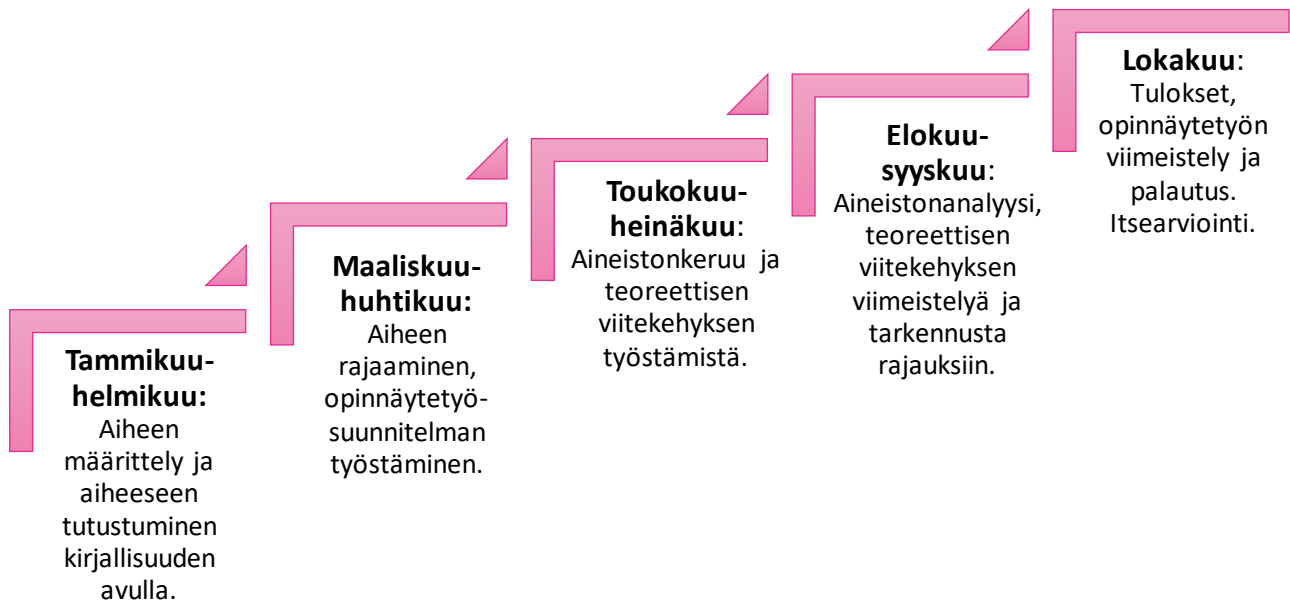 Tammikuu-
helmikuu:
Aiheen
määrittely ja
aiheeseen
tutustuminen
kirjallisuuden
avulla.
Maaliskuu-
huhtikuu:
Aiheen
rajaaminen,
opinnäytetyö-
suunnitelman
työstäminen.
Toukokuu-
heinäkuu:
Aineistonkeruu ja
teoreettisen
viitekehyksen
työstämistä.
Elokuu-
syyskuu:
Aineistonanalyysi,
teoreettisen
viitekehyksen
viimeistelyä ja
tarkennusta
rajauksiin.
Lokakuu:
Tulokset,
opinnäytetyön
viimeistely ja
palautus.
Itsearviointi.